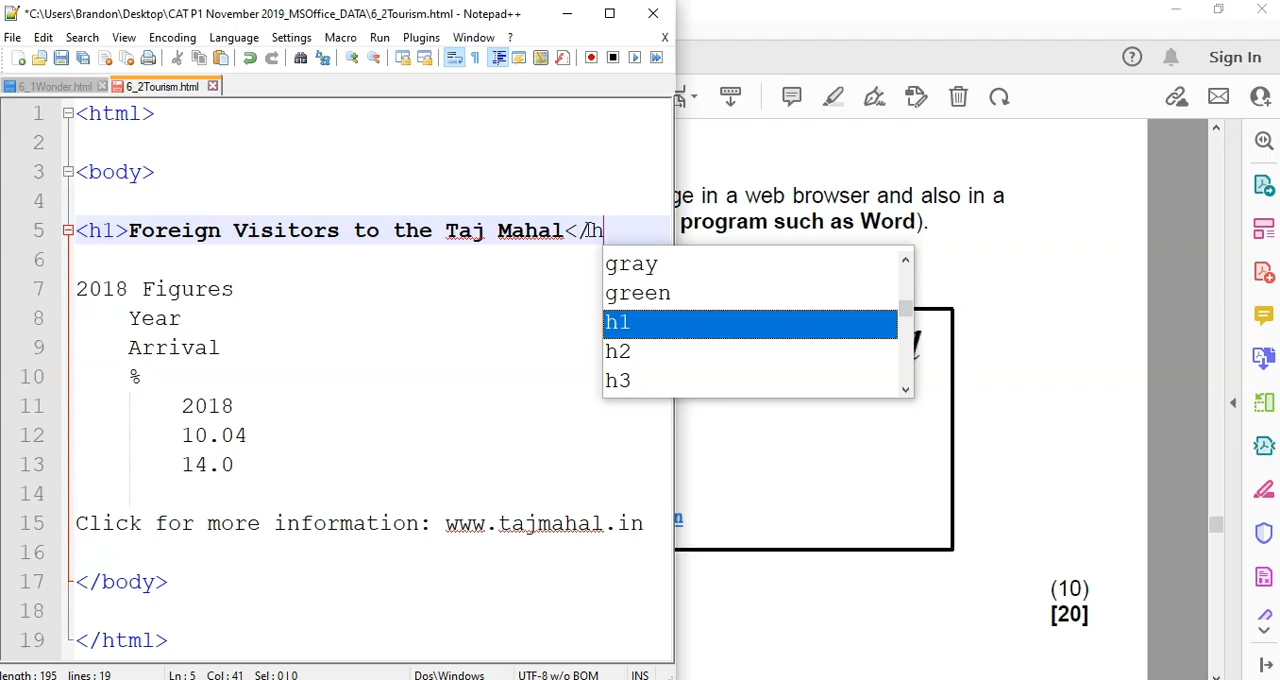 *C:\Users\Brandon\Desktop\CAT P1 November 2019_MSOffice_DATA\6_2Tourism.html - Notepad++
File Edit Search View Encoding Language Settings Macro Run Plugins Window ? X
6_1Wonder.html 6_2Tourism.html
Sign In
1 <html>
2
3 <body>
4
5 <h1>Foreign Visitors to the Taj Mahal</h
6
7 2018 Figures
8 Year
9 Arrival
10 %
11 2018
12 10.04
13 14.0
14
15 Click for more information: www.tajmahal.in
16
17 </body>
18
19 </html>
gray
green
h1
h2
h3
ge in a web browser and also in a
program such as Word).
l
n
(10)
[20]
length : 195 lines : 19 Ln : 5 Col : 41 Sel : 0 | 0 Dos\Windows UTF-8 w/o BOM INS